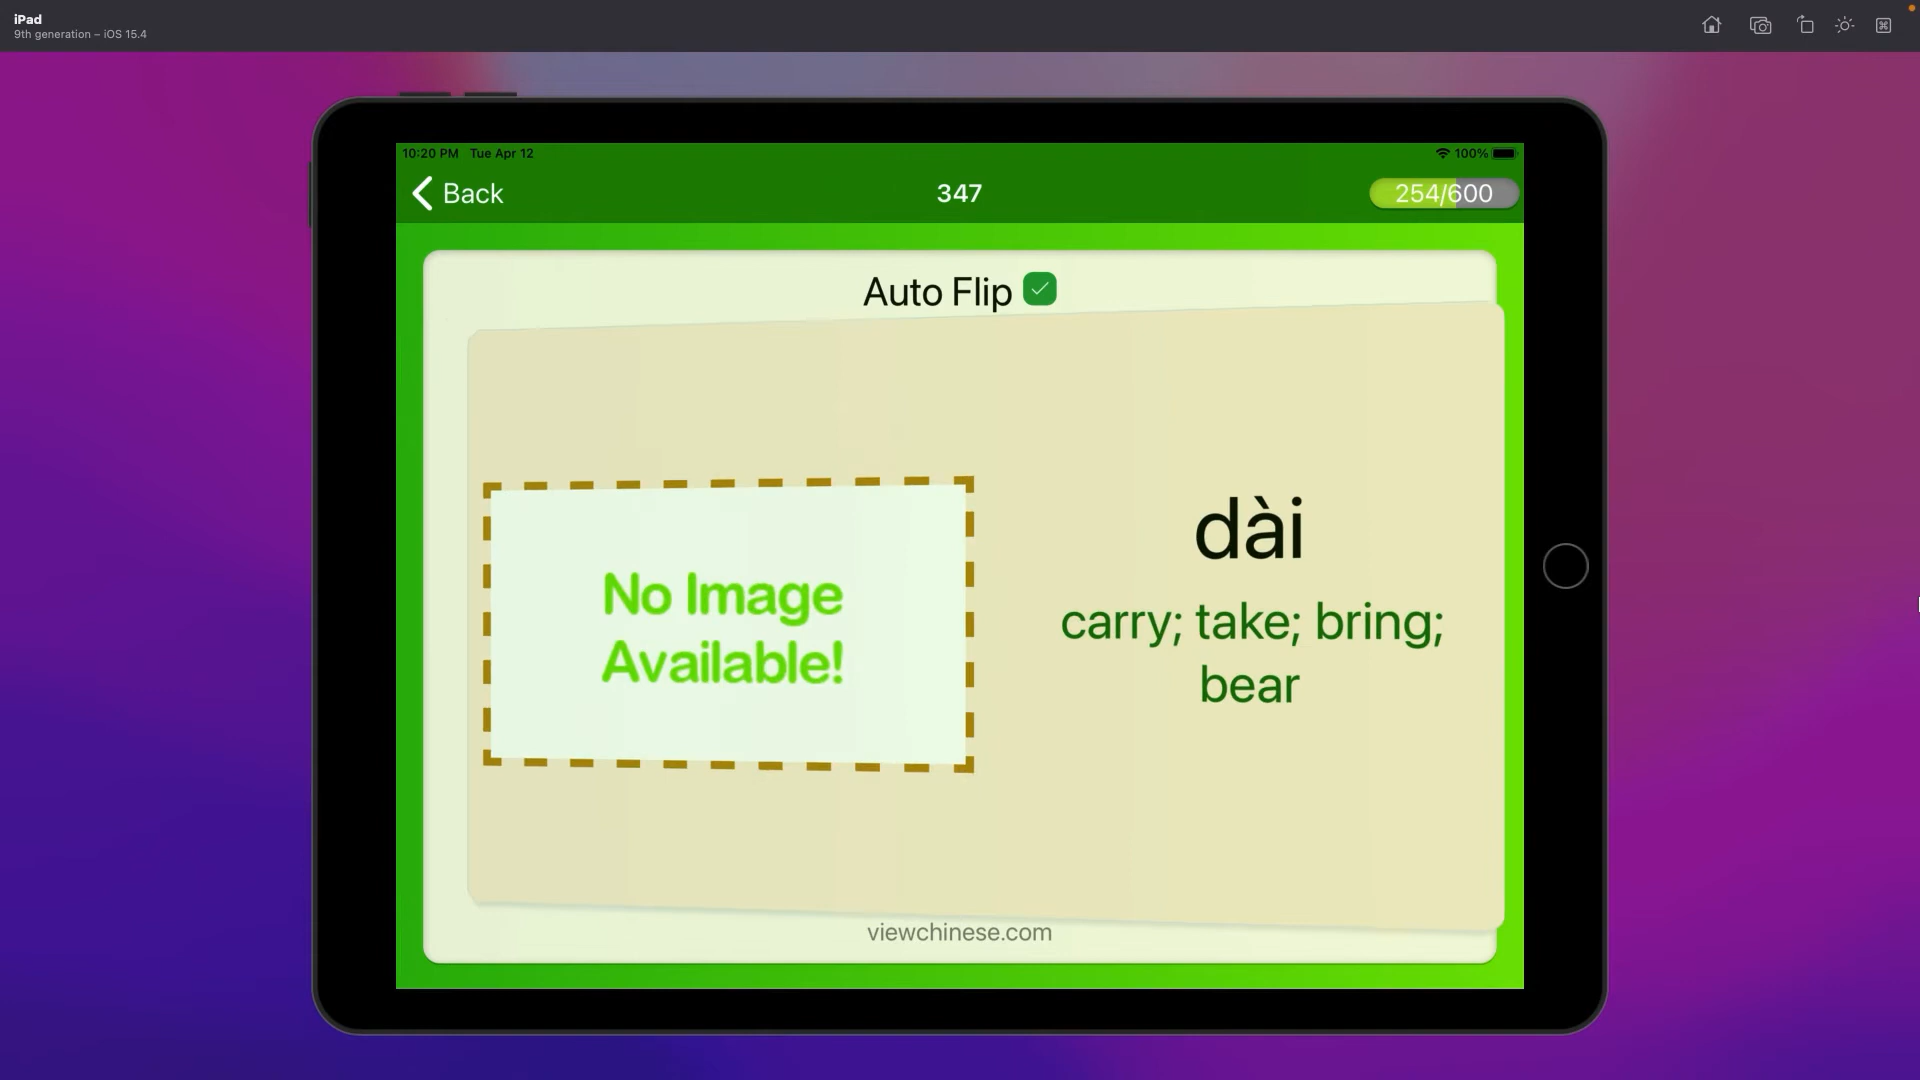 iPad
9th generation – iOS 15.4
10:20 PM Tue Apr 12
100%
Back
347
254/600
Auto Flip
No Image
Available!
dài
carry; take; bring;
bear
viewchinese.com